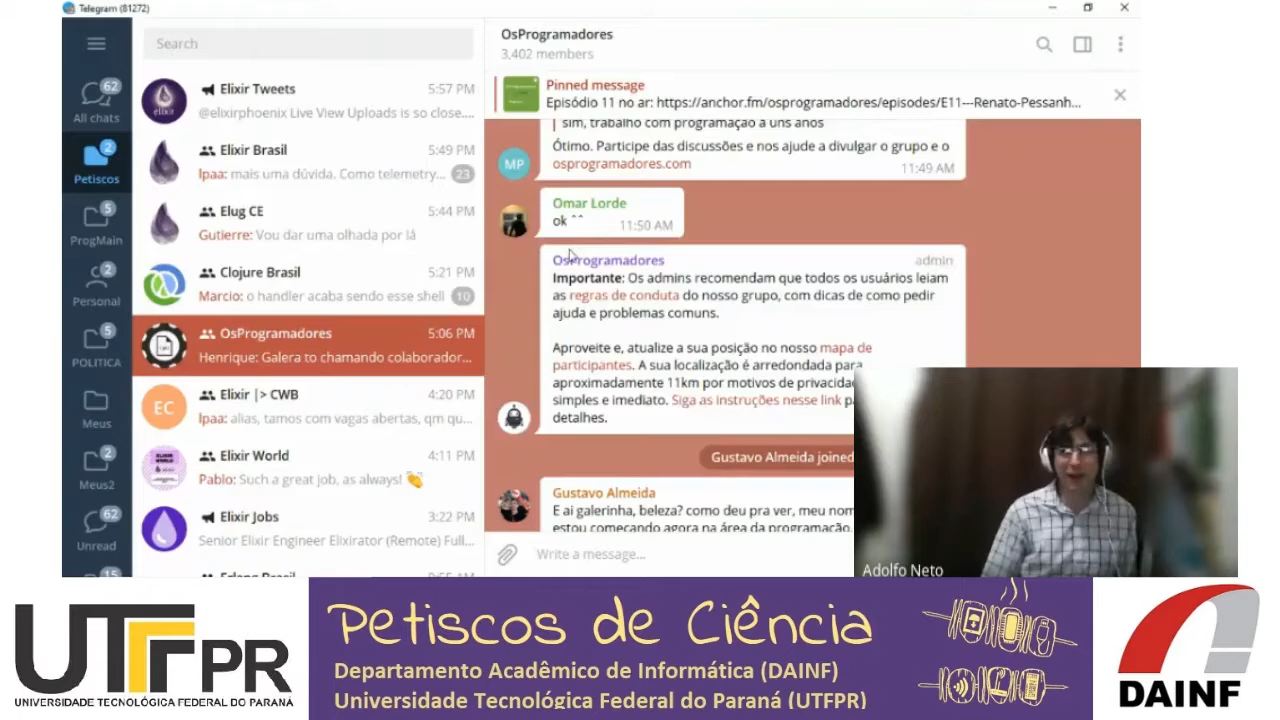 Telegram (81272)
Search
62
All chats
2
Petiscos
5
ProgMain
2
Personal
5
POLITICA
Meus
2
Meus2
62
Unread
15
Elixir Tweets
5:57 PM
@elixirphoenix Live View Uploads is so close....
Elixir Brasil
5:49 PM
Ipaa: mais uma dúvida. Como telemetry...
23
Elug CE
5:44 PM
Gutierre: Vou dar uma olhada por lá
Clojure Brasil
5:21 PM
Marcio: o handler acaba sendo esse shell
10
OsProgramadores
5:06 PM
Henrique: Galera to chamando colaborador...
EC
Elixir |> CWB
4:20 PM
Ipaa: alias, tamos com vagas abertas, qm qu...
Elixir World
4:11 PM
Pablo: Such a great job, as always! 👏
Elixir Jobs
3:22 PM
Senior Elixir Engineer Elixirator (Remote) Full...
Erlang Brasil
9:55 AM
OsProgramadores
3,402 members
Pinned message
Episódio 11 no ar: https://anchor.fm/osprogramadores/episodes/E11---Renato-Pessanh...
sim, trabalho com programação a uns anos
Ótimo. Participe das discussões e nos ajude a divulgar o grupo e o
osprogramadores.com
11:49 AM
MP
Omar Lorde
ok ^^
11:50 AM
OsProgramadores
admin
Importante: Os admins recomendam que todos os usuários leiam
as regras de conduta do nosso grupo, com dicas de como pedir
ajuda e problemas comuns.
Aproveite e, atualize a sua posição no nosso mapa de
participantes. A sua localização é arredondada para
aproximadamente 11km por motivos de privacidade
simples e imediato. Siga as instruções nesse link
detalhes.
Gustavo Almeida joined
Gustavo Almeida
E ai galerinha, beleza? como deu pra ver, meu nom
estou começando agora na área da programação.
Write a message...
Adolfo Neto
UTFPR
UNIVERSIDADE TECNOLÓGICA FEDERAL DO PARANÁ
Petiscos de Ciência
Departamento Acadêmico de Informática (DAINF)
Universidade Tecnológica Federal do Paraná (UTFPR)
DAINF